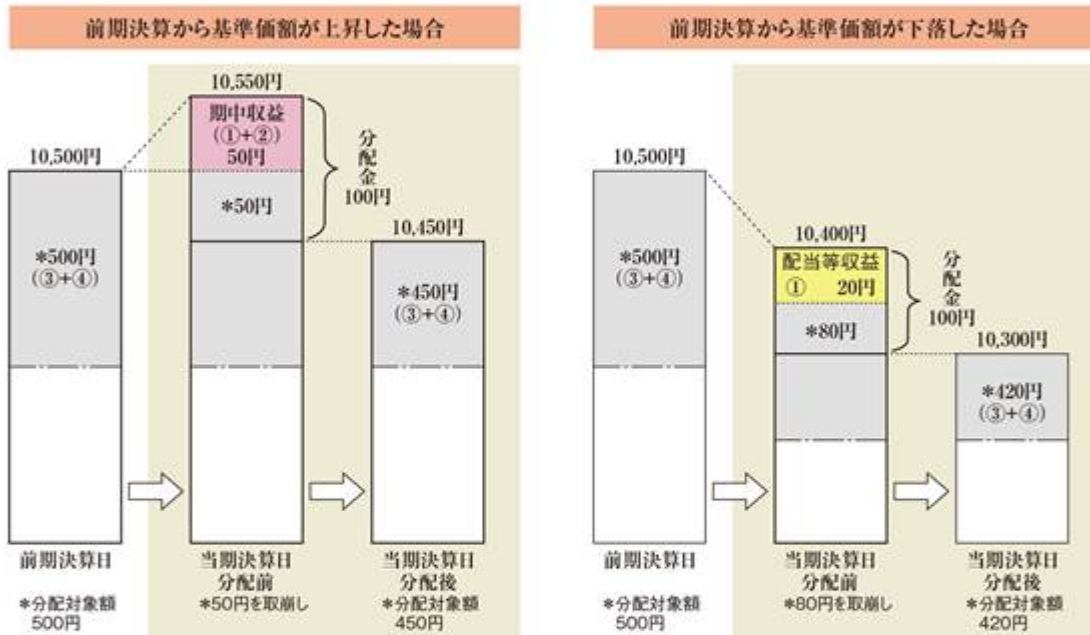 前期決算から基準価額が上昇した場合
10,550円
期中収益
(①+②)
50円
分配金
100円
10,500円
*50円
10,450円
*500円
(③+④)
*450円
(③+④)
前期決算日
当期決算日
分配前
当期決算日
分配後
*分配対象額
500円
*50円を取崩し
*分配対象額
450円
前期決算から基準価額が下落した場合
10,500円
10,400円
配当等収益
① 20円
分配金
100円
*500円
(③+④)
*80円
10,300円
*420円
(③+④)
前期決算日
当期決算日
分配前
当期決算日
分配後
*分配対象額
500円
*80円を取崩し
*分配対象額
420円